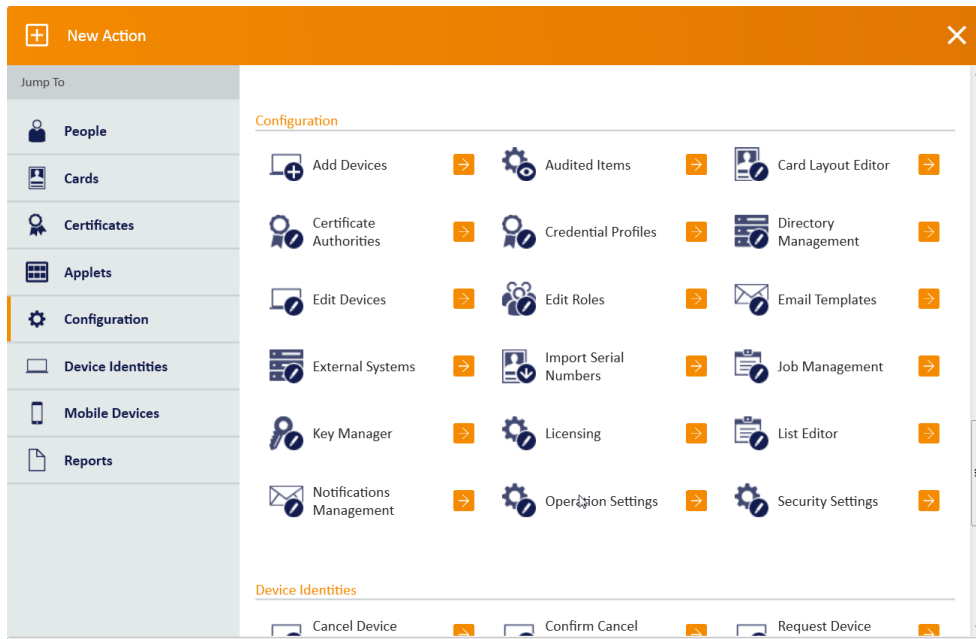 New Action
Jump To
People
Cards
Certificates
Applets
Configuration
Device Identities
Mobile Devices
Reports
Configuration
Add Devices
Audited Items
Card Layout Editor
Certificate
Authorities
Credential Profiles
Directory
Management
Edit Devices
Edit Roles
Email Templates
External Systems
Import Serial
Numbers
Job Management
Key Manager
Licensing
List Editor
Notifications
Management
Operation Settings
Security Settings
Device Identities
Cancel Device
Confirm Cancel
Request Device